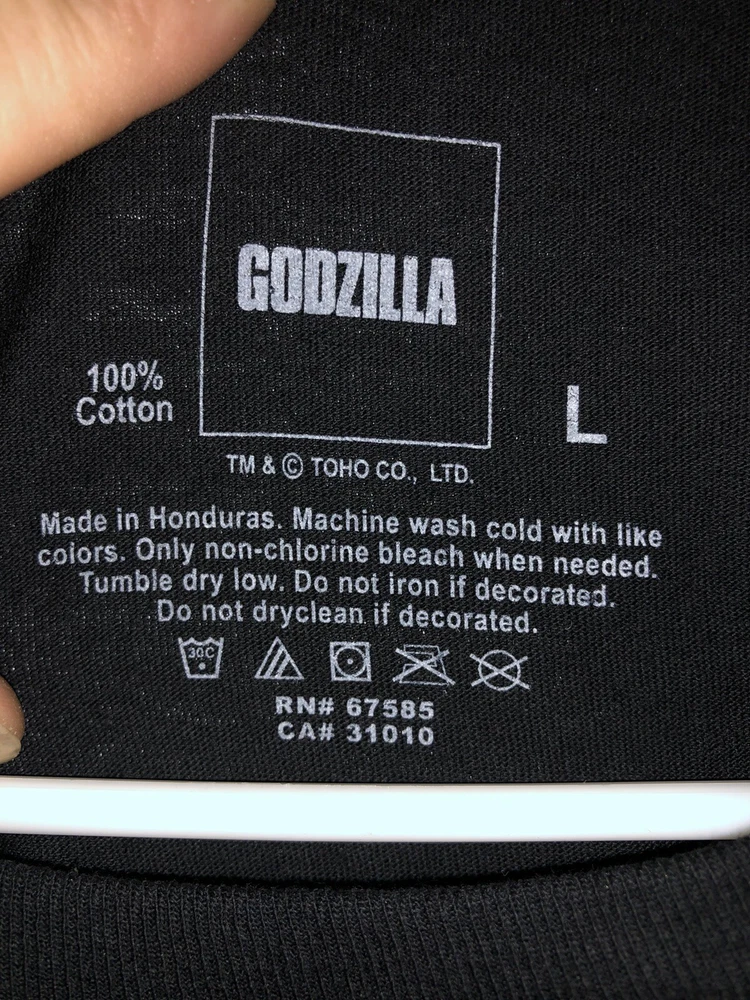 GODZILLA
100%
Cotton
L
TM & © TOHO CO., LTD.
Made in Honduras. Machine wash cold with like
colors. Only non-chlorine bleach when needed.
Tumble dry low. Do not iron if decorated.
Do not dryclean if decorated.
30C
RN# 67585
CA# 31010